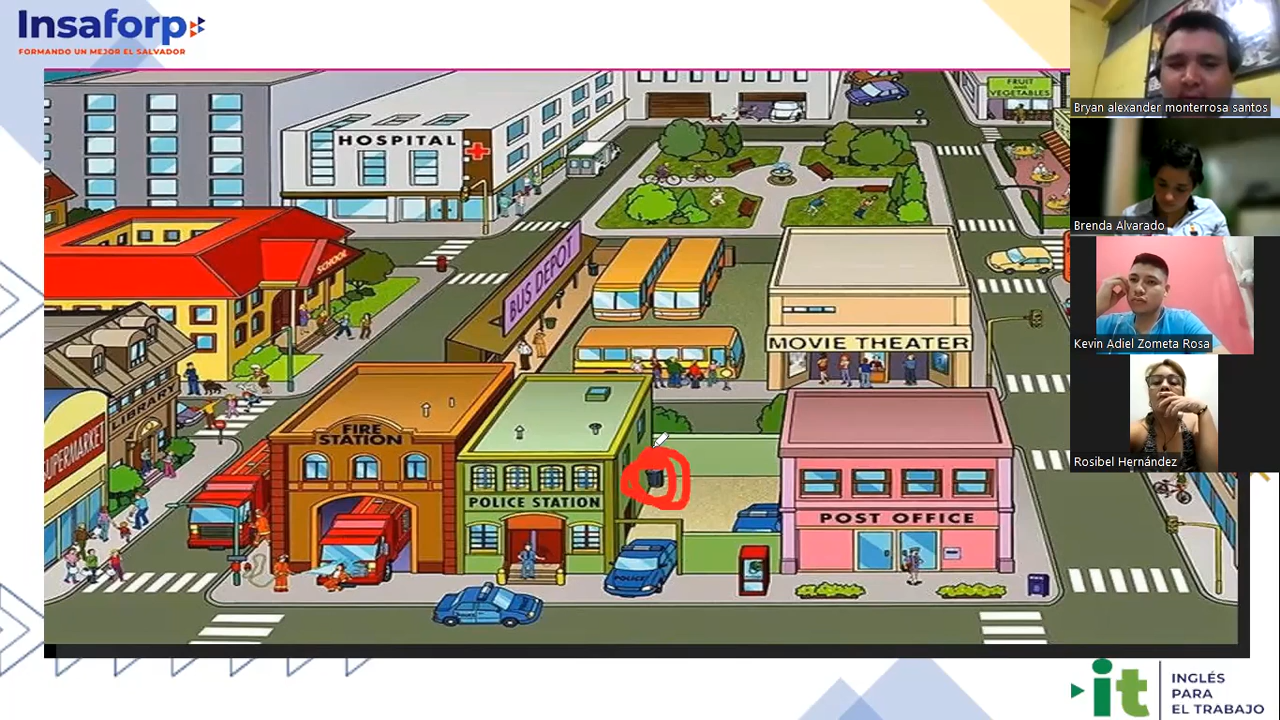 Insaforp
FORMANDO UN MEJOR EL SALVADOR
HOSPITAL
FRUIT
AND
VEGETABLES
SCHOOL
BUS DEPOT
MOVIE THEATER
LIBRARY
SUPERMARKET
FIRE
STATION
POLICE STATION
POST OFFICE
POLICE
Bryan alexander monterrosa santos
Brenda Alvarado
Kevin Adiel Zometa Rosa
Rosibel Hernández
it
INGLÉS
PARA
EL TRABAJO